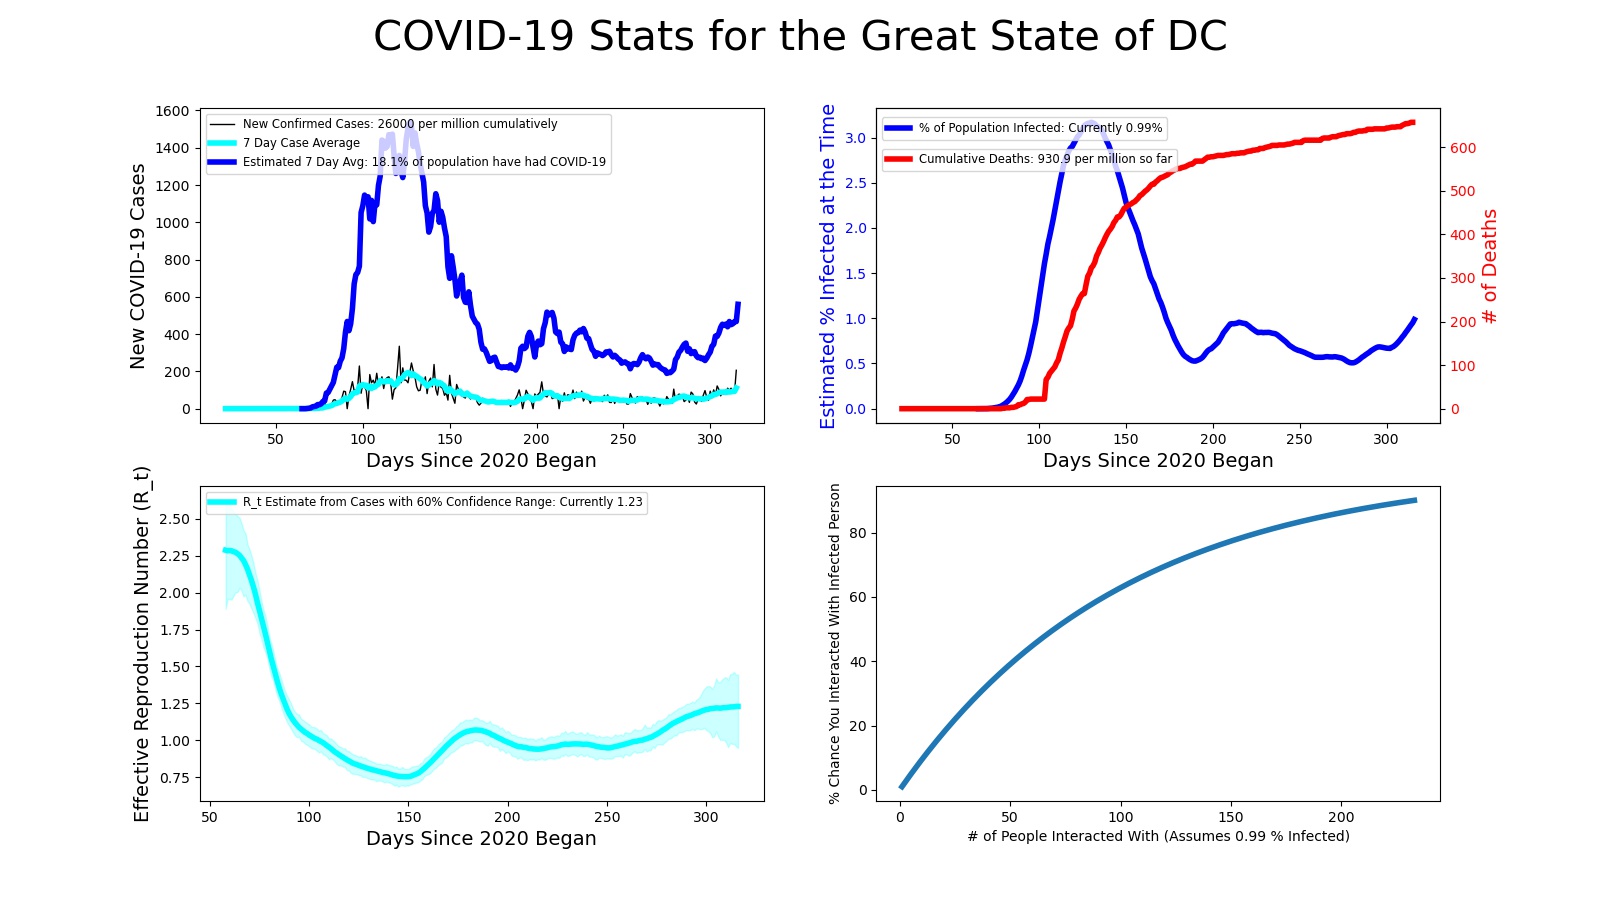 COVID-19 Stats for the Great State of DC
New COVID-19 Cases
1600
1400
1200
1000
800
600
400
200
0
New Confirmed Cases: 26000 per million cumulatively
7 Day Case Average
Estimated 7 Day Avg: 18.1% of population have had COVID-19
50 100 150 200 250 300
Days Since 2020 Began
Estimated % Infected at the Time
3.0
2.5
2.0
1.5
1.0
0.5
0.0
% of Population Infected: Currently 0.99%
Cumulative Deaths: 930.9 per million so far
600
500
400
300
200
100
0
# of Deaths
50 100 150 200 250 300
Days Since 2020 Began
Effective Reproduction Number (R_t)
2.50
2.25
2.00
1.75
1.50
1.25
1.00
0.75
R_t Estimate from Cases with 60% Confidence Range: Currently 1.23
50 100 150 200 250 300
Days Since 2020 Began
% Chance You Interacted With Infected Person
80
60
40
20
0
0 50 100 150 200
# of People Interacted With (Assumes 0.99 % Infected)